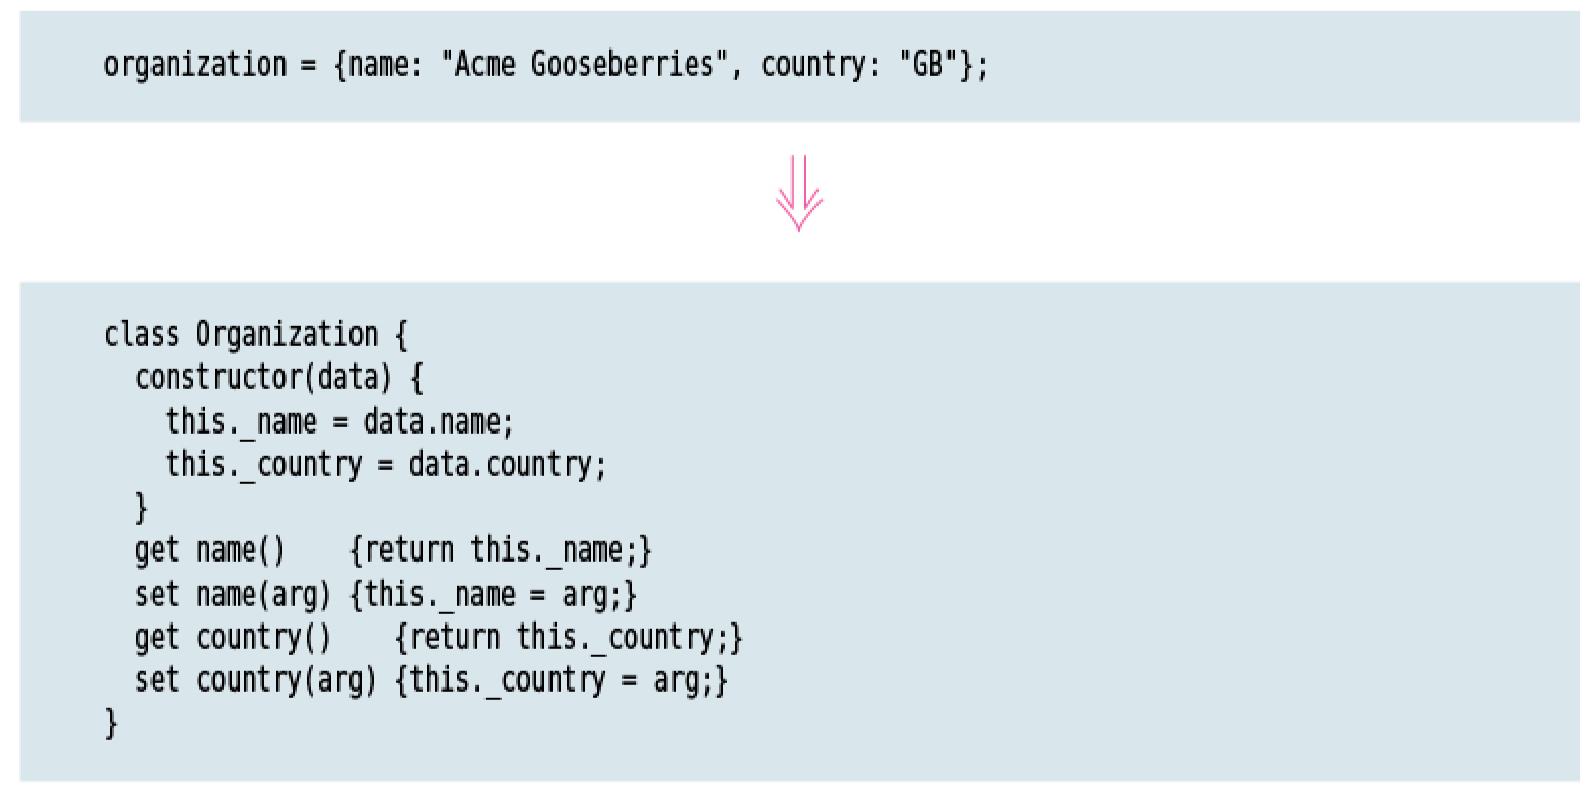 organization = {name: "Acme Gooseberries", country: "GB"};
class Organization {
  constructor(data) {
    this._name = data.name;
    this._country = data.country;
  }
  get name()    {return this._name;}
  set name(arg) {this._name = arg;}
  get country()    {return this._country;}
  set country(arg) {this._country = arg;}
}